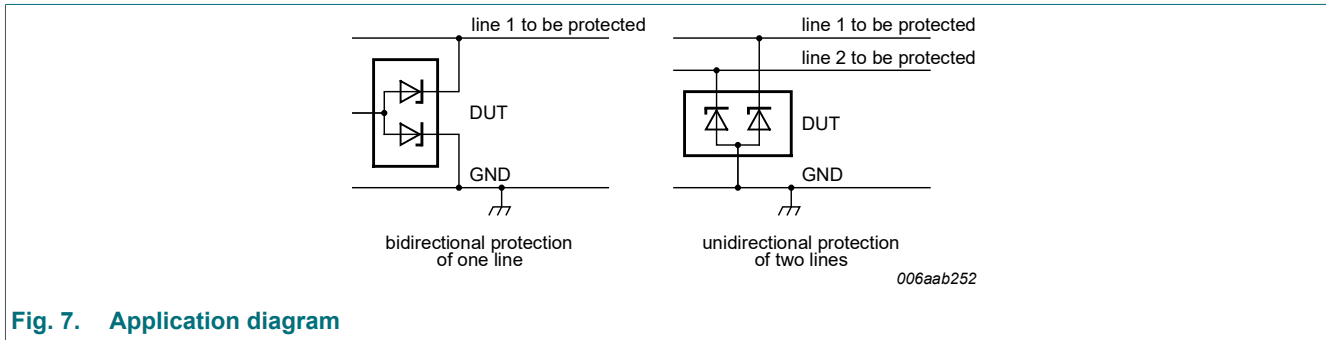 line 1 to be protected
DUT
GND
bidirectional protection
of one line
line 1 to be protected
line 2 to be protected
DUT
GND
unidirectional protection
of two lines
006aab252
Fig. 7. Application diagram